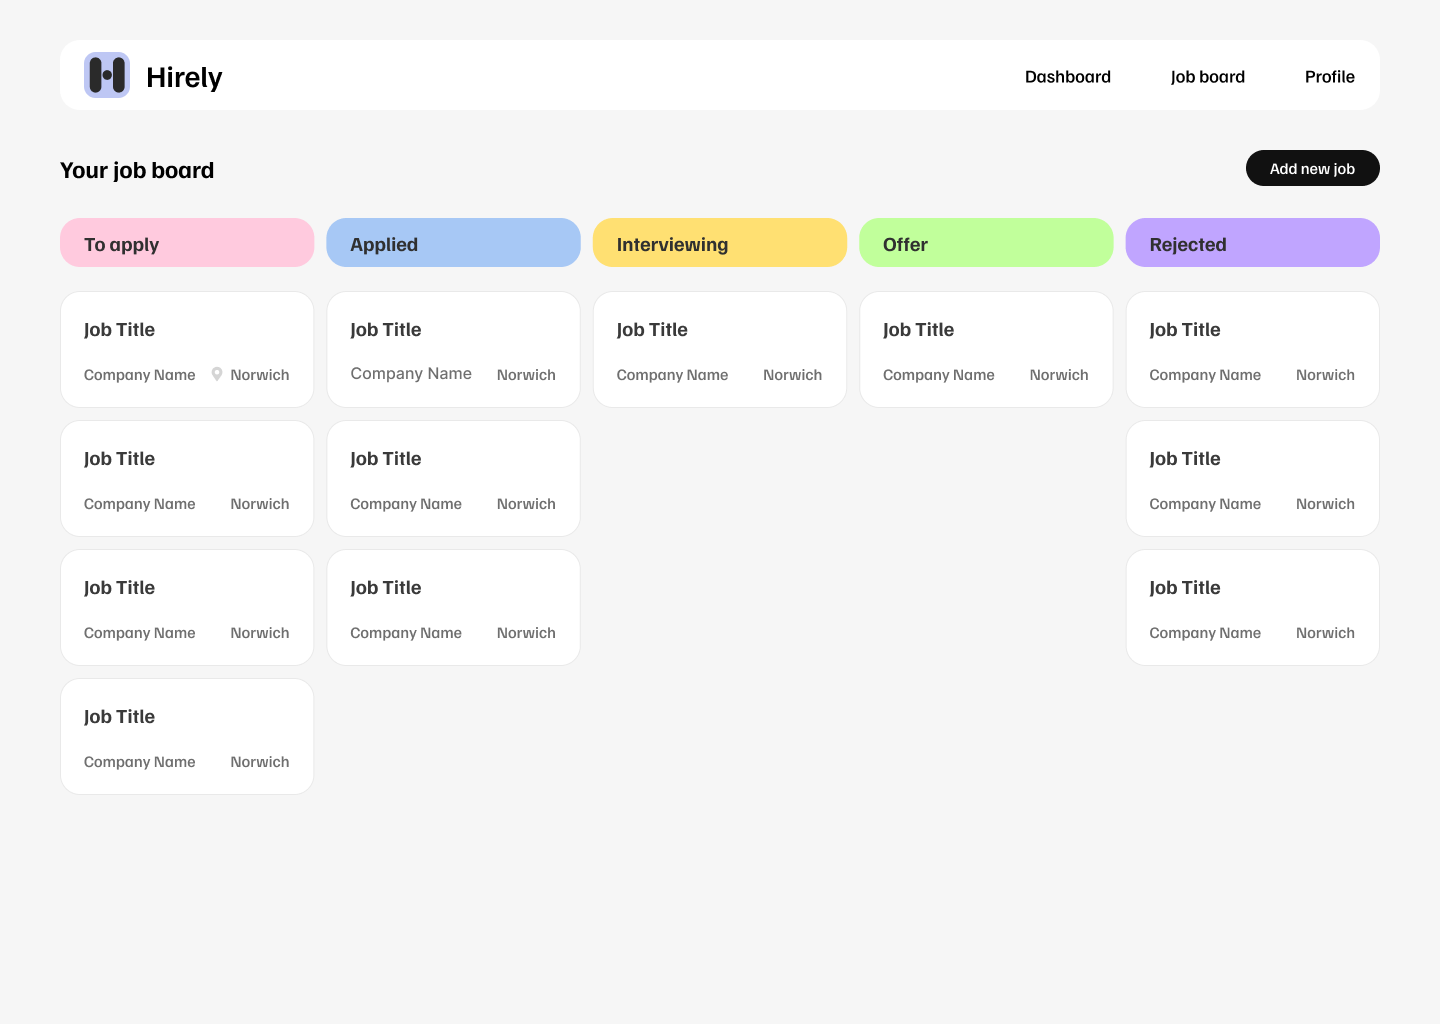 Hirely
Dashboard Job board Profile
Your job board
Add new job
To apply Applied Interviewing Offer Rejected
Job Title Job Title Job Title Job Title Job Title
Company Name Norwich Company Name Norwich Company Name Norwich Company Name Norwich Company Name Norwich
Job Title Job Title Job Title
Company Name Norwich Company Name Norwich Company Name Norwich
Job Title Job Title Job Title
Company Name Norwich Company Name Norwich Company Name Norwich
Job Title
Company Name Norwich